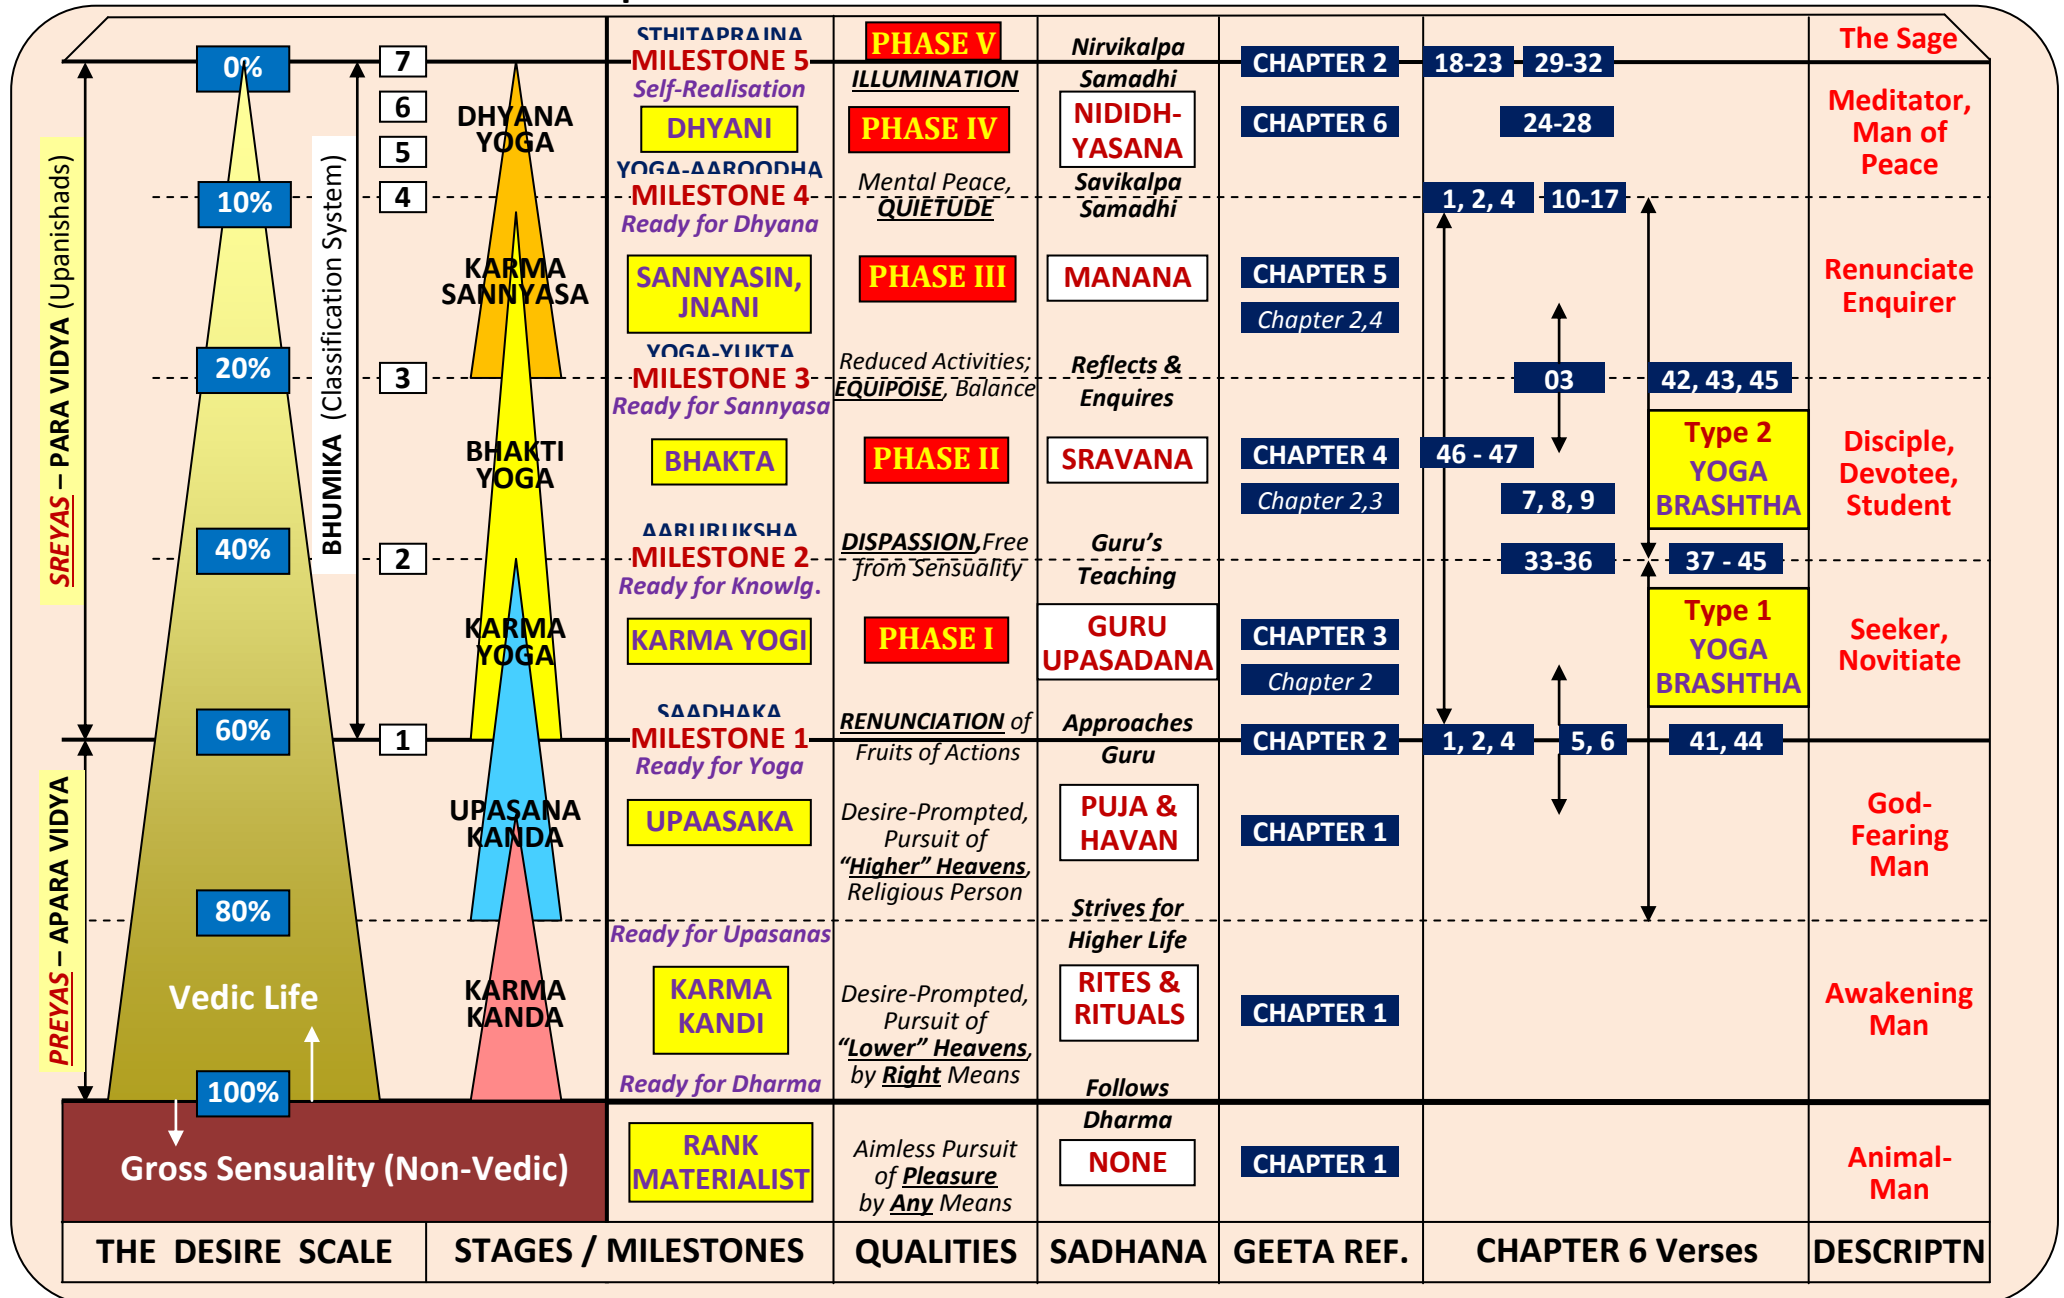 STHITAPRAJNA
PHASE V
Nirvikalpa
The Sage
0%
7
MILESTONE 5
CHAPTER 2
18-23
29-32
ILLUMINATION
Samadhi
Self-Realisation
6
DHYANA
YOGA
DHYANI
PHASE IV
NIDIDH-
YASANA
CHAPTER 6
24-28
Meditator,
Man of
Peace
5
YOGA-AAROODHA
10%
4
MILESTONE 4
Ready for Dhyana
Mental Peace,
QUIETUDE
Savikalpa
Samadhi
1, 2, 4
10-17
KARMA
SANNYASA
SANNYASIN,
JNANI
PHASE III
MANANA
CHAPTER 5
Chapter 2,4
Renunciate
Enquirer
YOGA-YUKTA
20%
3
MILESTONE 3
Ready for Sannyasa
Reduced Activities;
EQUIPOISE, Balance
Reflects &
Enquires
03
42, 43, 45
BHAKTI
YOGA
BHAKTA
PHASE II
SRAVANA
CHAPTER 4
Chapter 2,3
46 - 47
7, 8, 9
Type 2
YOGA
BRASHTHA
Disciple,
Devotee,
Student
AARURUKSHA
40%
2
MILESTONE 2
Ready for Knowlg.
DISPASSION, Free
from Sensuality
Guru's
Teaching
33-36
37 - 45
KARMA
YOGA
KARMA YOGI
PHASE I
GURU
UPASADANA
CHAPTER 3
Chapter 2
Type 1
YOGA
BRASHTHA
Seeker,
Novitiate
SAADHAKA
60%
1
MILESTONE 1
Ready for Yoga
RENUNCIATION of
Fruits of Actions
Approaches
Guru
CHAPTER 2
1, 2, 4
5, 6
41, 44
UPASANA
KANDA
UPAASAKA
Desire-Prompted,
Pursuit of
“Higher” Heavens,
Religious Person
PUJA &
HAVAN
CHAPTER 1
God-
Fearing
Man
80%
Ready for Upasanas
Strives for
Higher Life
Vedic Life
KARMA
KANDA
KARMA
KANDI
Desire-Prompted,
Pursuit of
“Lower” Heavens,
by Right Means
RITES &
RITUALS
CHAPTER 1
Awakening
Man
100%
Ready for Dharma
Follows
Dharma
Gross Sensuality (Non-Vedic)
RANK
MATERIALIST
Aimless Pursuit
of Pleasure
by Any Means
NONE
CHAPTER 1
Animal-
Man
SREYAS – PARA VIDYA (Upanishads)
PREYAS – APARA VIDYA
BHUMIKA (Classification System)
THE DESIRE SCALE
STAGES / MILESTONES
QUALITIES
SADHANA
GEETA REF.
CHAPTER 6 Verses
DESCRIPTN